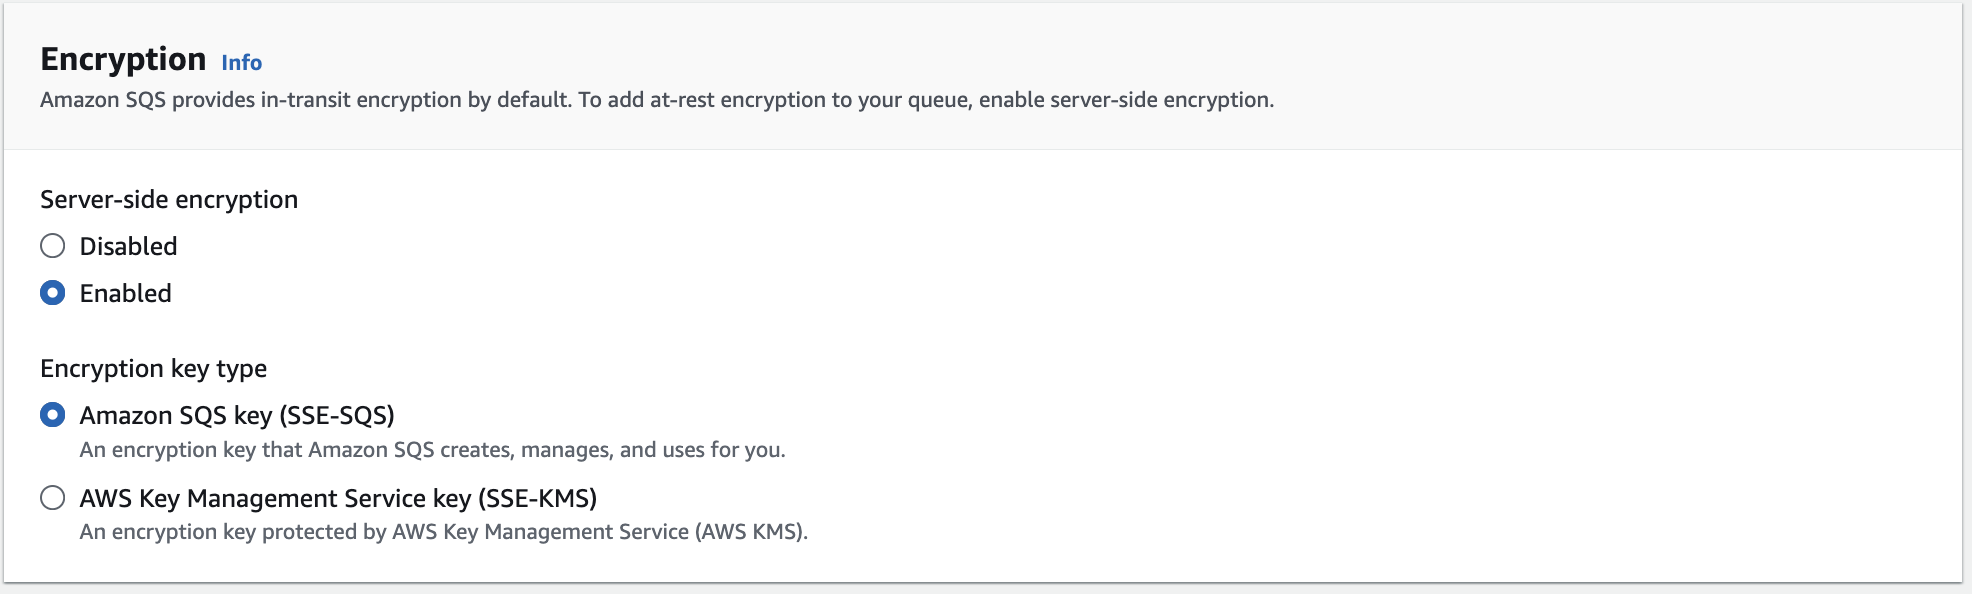 Encryption Info
Amazon SQS provides in-transit encryption by default. To add at-rest encryption to your queue, enable server-side encryption.
Server-side encryption
Disabled
Enabled
Encryption key type
Amazon SQS key (SSE-SQS)
An encryption key that Amazon SQS creates, manages, and uses for you.
AWS Key Management Service key (SSE-KMS)
An encryption key protected by AWS Key Management Service (AWS KMS).